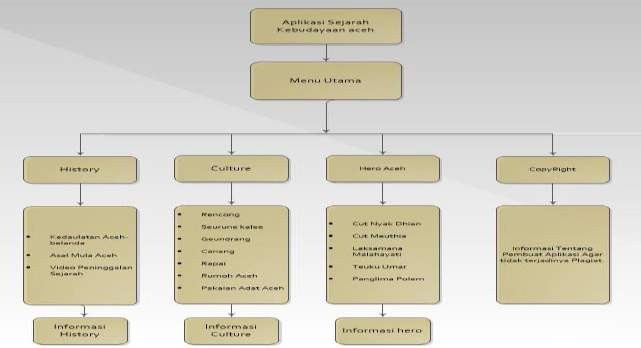 Aplikasi Sejarah
Kebudayaan aceh
Menu Utama
History
Culture
Hero Aceh
CopyRight
Kedaulatan Aceh-
belanda
Asal Mula Aceh
Video Peninggalan
Sejarah
Rencong
Seurune kalee
Geundrang
Canang
Rapai
Rumoh Aceh
Pakaian Adat Aceh
Cut Nyak Dhien
Cut Meuthia
Laksamana
Malahayati
Teuku Umar
Panglima Polem
Informasi Tentang
Pembuat Aplikasi Agar
tidak terjadinya Plagiat.
Informasi
History
Informasi
Culture
Informasi hero